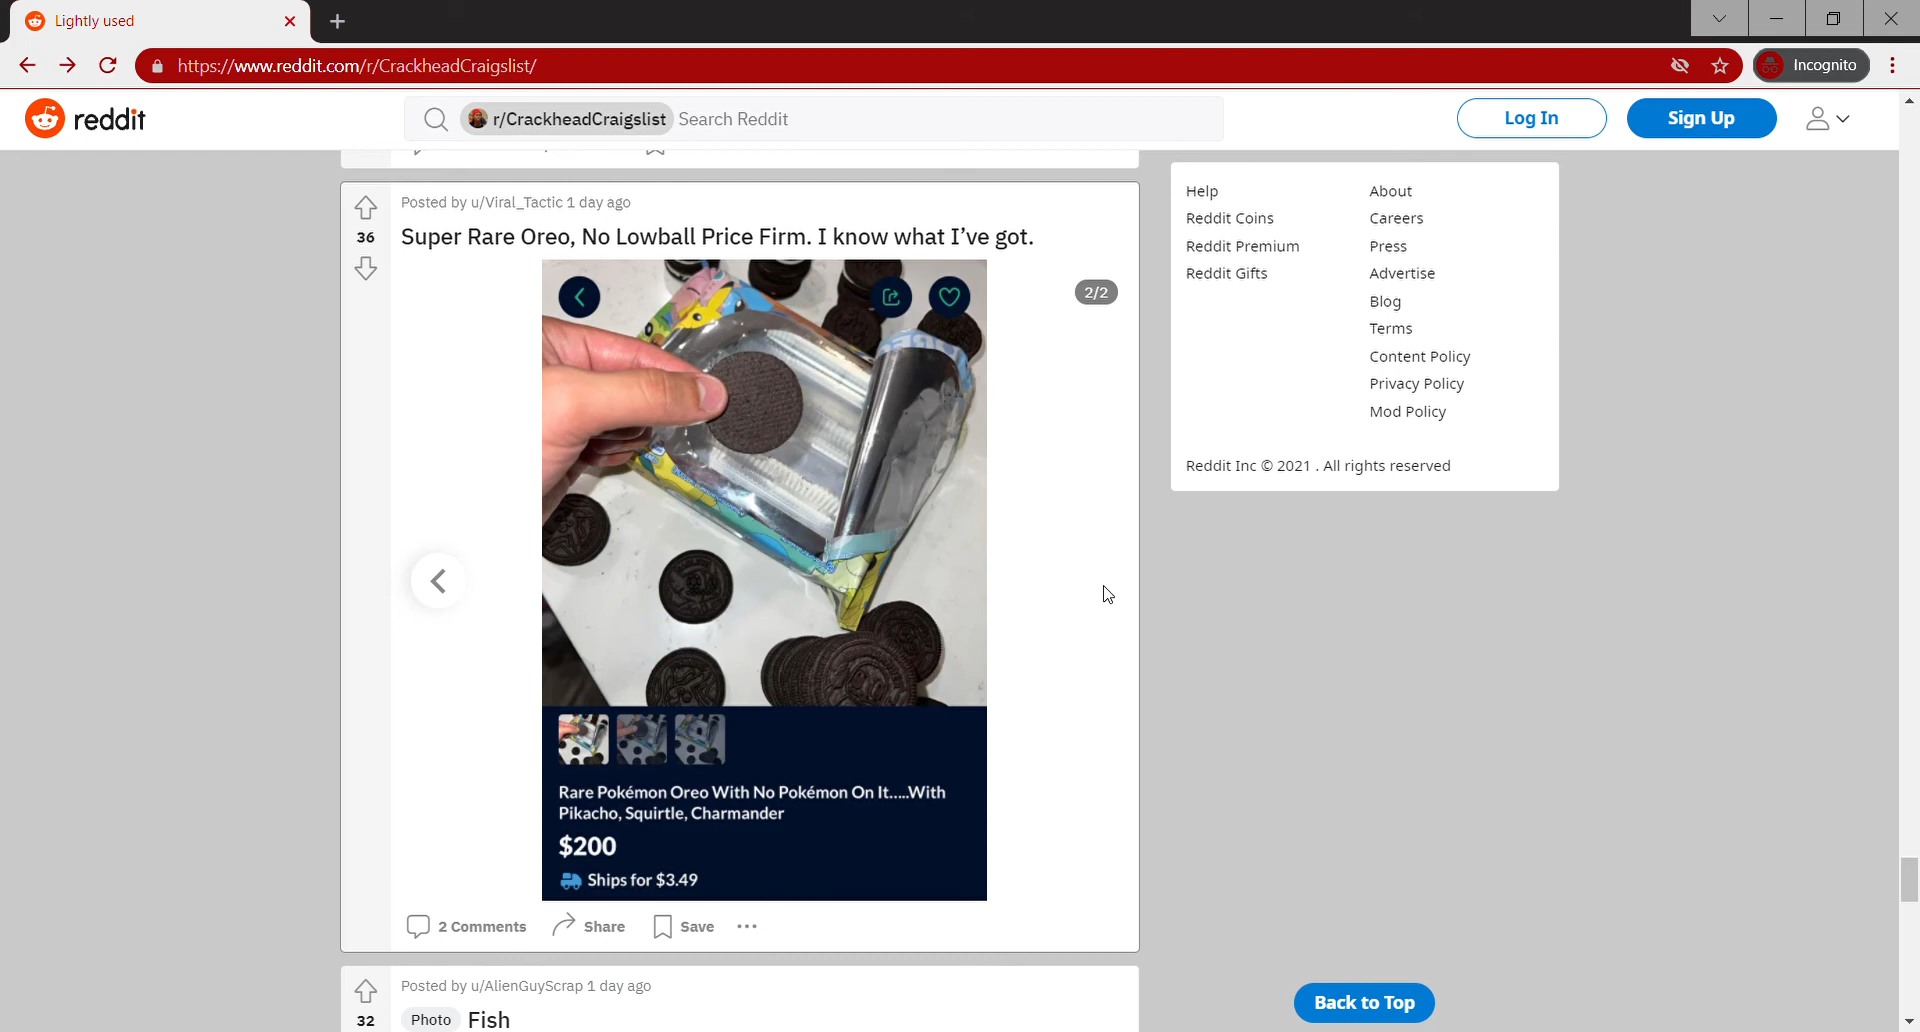 Lightly used
https://www.reddit.com/r/CrackheadCraigslist/
Incognito
reddit
r/CrackheadCraigslist Search Reddit
Log In
Sign Up
Posted by u/Viral_Tactic 1 day ago
36
Super Rare Oreo, No Lowball Price Firm. I know what I’ve got.
2/2
Rare Pokémon Oreo With No Pokémon On It.....With
Pikacho, Squirtle, Charmander
$200
Ships for $3.49
2 Comments
Share
Save
Posted by u/AlienGuyScrap 1 day ago
32
Photo Fish
Help
About
Reddit Coins
Careers
Reddit Premium
Press
Reddit Gifts
Advertise
Blog
Terms
Content Policy
Privacy Policy
Mod Policy
Reddit Inc © 2021 . All rights reserved
Back to Top